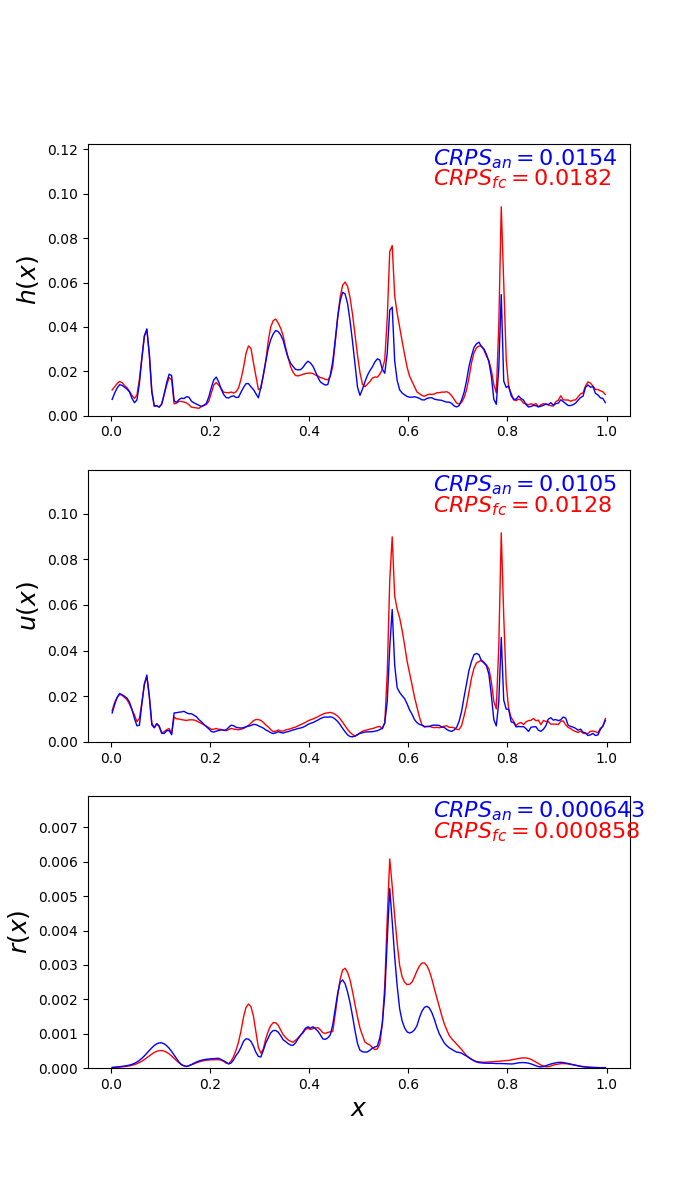 0.12
0.10
0.08
0.06
0.04
0.02
0.00
h(x)
CRPS_an = 0.0154
CRPS_fc = 0.0182
0.0 0.2 0.4 0.6 0.8 1.0
0.10
0.08
0.06
0.04
0.02
0.00
u(x)
CRPS_an = 0.0105
CRPS_fc = 0.0128
0.0 0.2 0.4 0.6 0.8 1.0
0.007
0.006
0.005
0.004
0.003
0.002
0.001
0.000
r(x)
CRPS_an = 0.000643
CRPS_fc = 0.000858
0.0 0.2 0.4 0.6 0.8 1.0
x